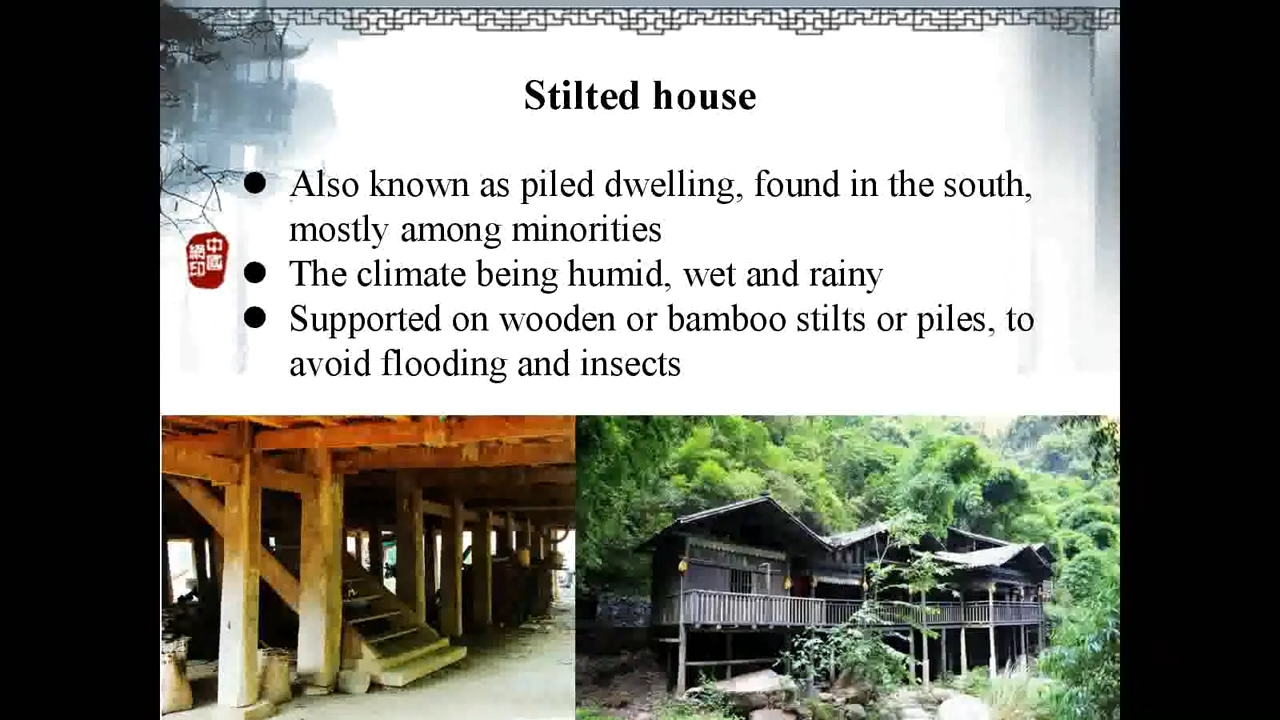 Stilted house
Also known as piled dwelling, found in the south,
mostly among minorities
The climate being humid, wet and rainy
Supported on wooden or bamboo stilts or piles, to
avoid flooding and insects
中國
網印